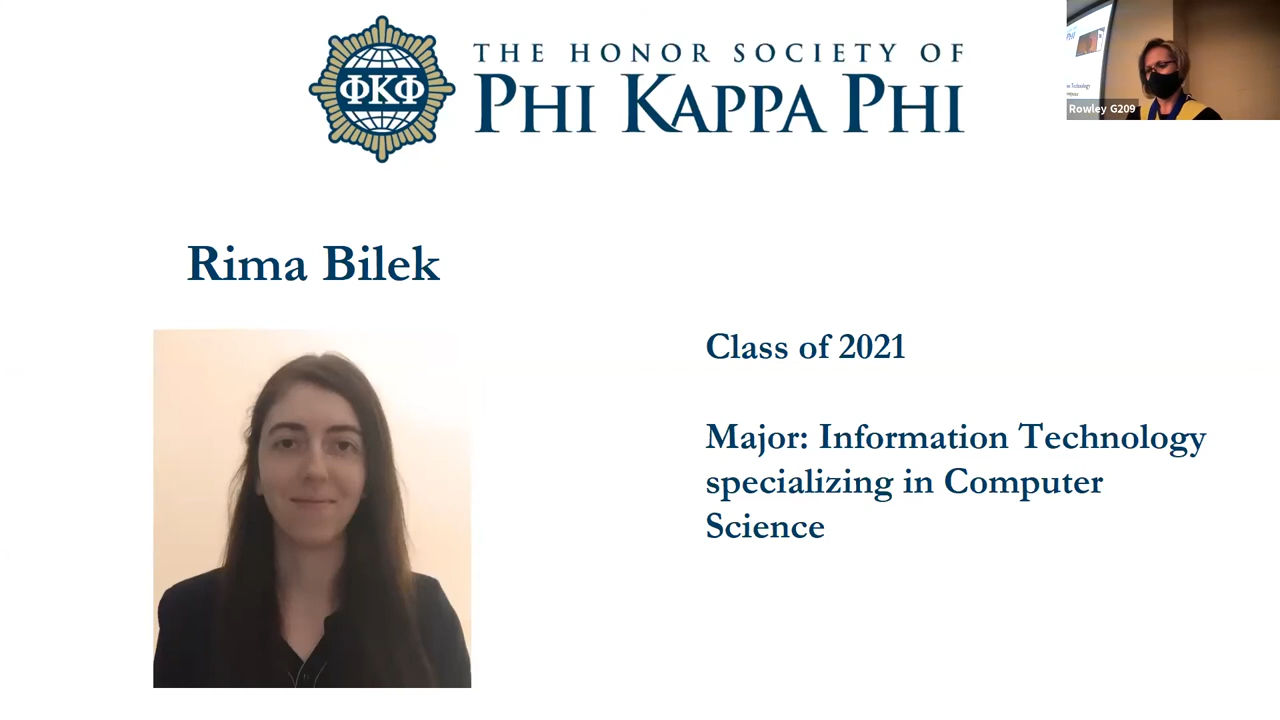 THE HONOR SOCIETY OF
ΦΚΦ
PHI KAPPA PHI
Rowley G209
Rima Bilek
Class of 2021
Major: Information Technology
specializing in Computer
Science